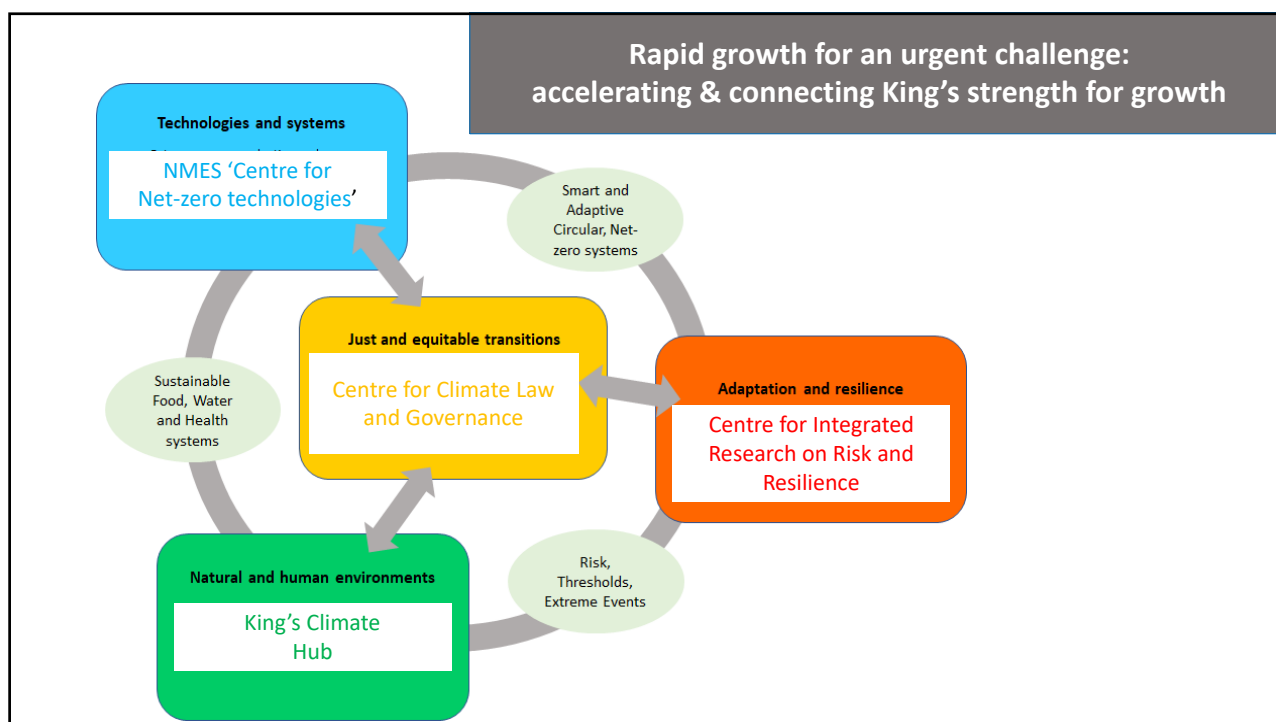 Rapid growth for an urgent challenge:
accelerating & connecting King’s strength for growth
Technologies and systems
NMES ‘Centre for
Net-zero technologies’
Smart and
Adaptive
Circular, Net-
zero systems
Just and equitable transitions
Centre for Climate Law
and Governance
Sustainable
Food, Water
and Health
systems
Adaptation and resilience
Centre for Integrated
Research on Risk and
Resilience
Natural and human environments
King’s Climate
Hub
Risk,
Thresholds,
Extreme Events